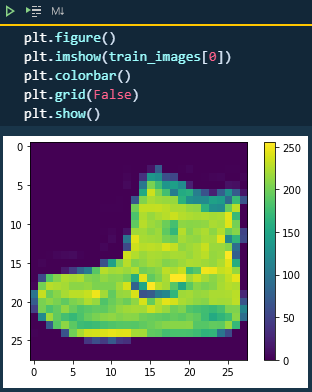 M↓
plt.figure()
plt.imshow(train_images[0])
plt.colorbar()
plt.grid(False)
plt.show()
0
5
10
15
20
25
0 5 10 15 20 25
250
200
150
100
50
0